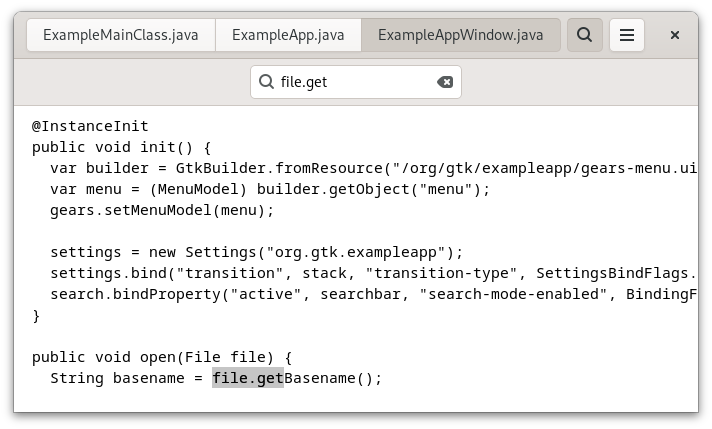 ExampleMainClass.java ExampleApp.java ExampleAppWindow.java
file.get
@InstanceInit
public void init() {
  var builder = GtkBuilder.fromResource("/org/gtk/exampleapp/gears-menu.ui
  var menu = (MenuModel) builder.getObject("menu");
  gears.setMenuModel(menu);
  settings = new Settings("org.gtk.exampleapp");
  settings.bind("transition", stack, "transition-type", SettingsBindFlags.
  search.bindProperty("active", searchbar, "search-mode-enabled", BindingF
}
public void open(File file) {
  String basename = file.getBasename();